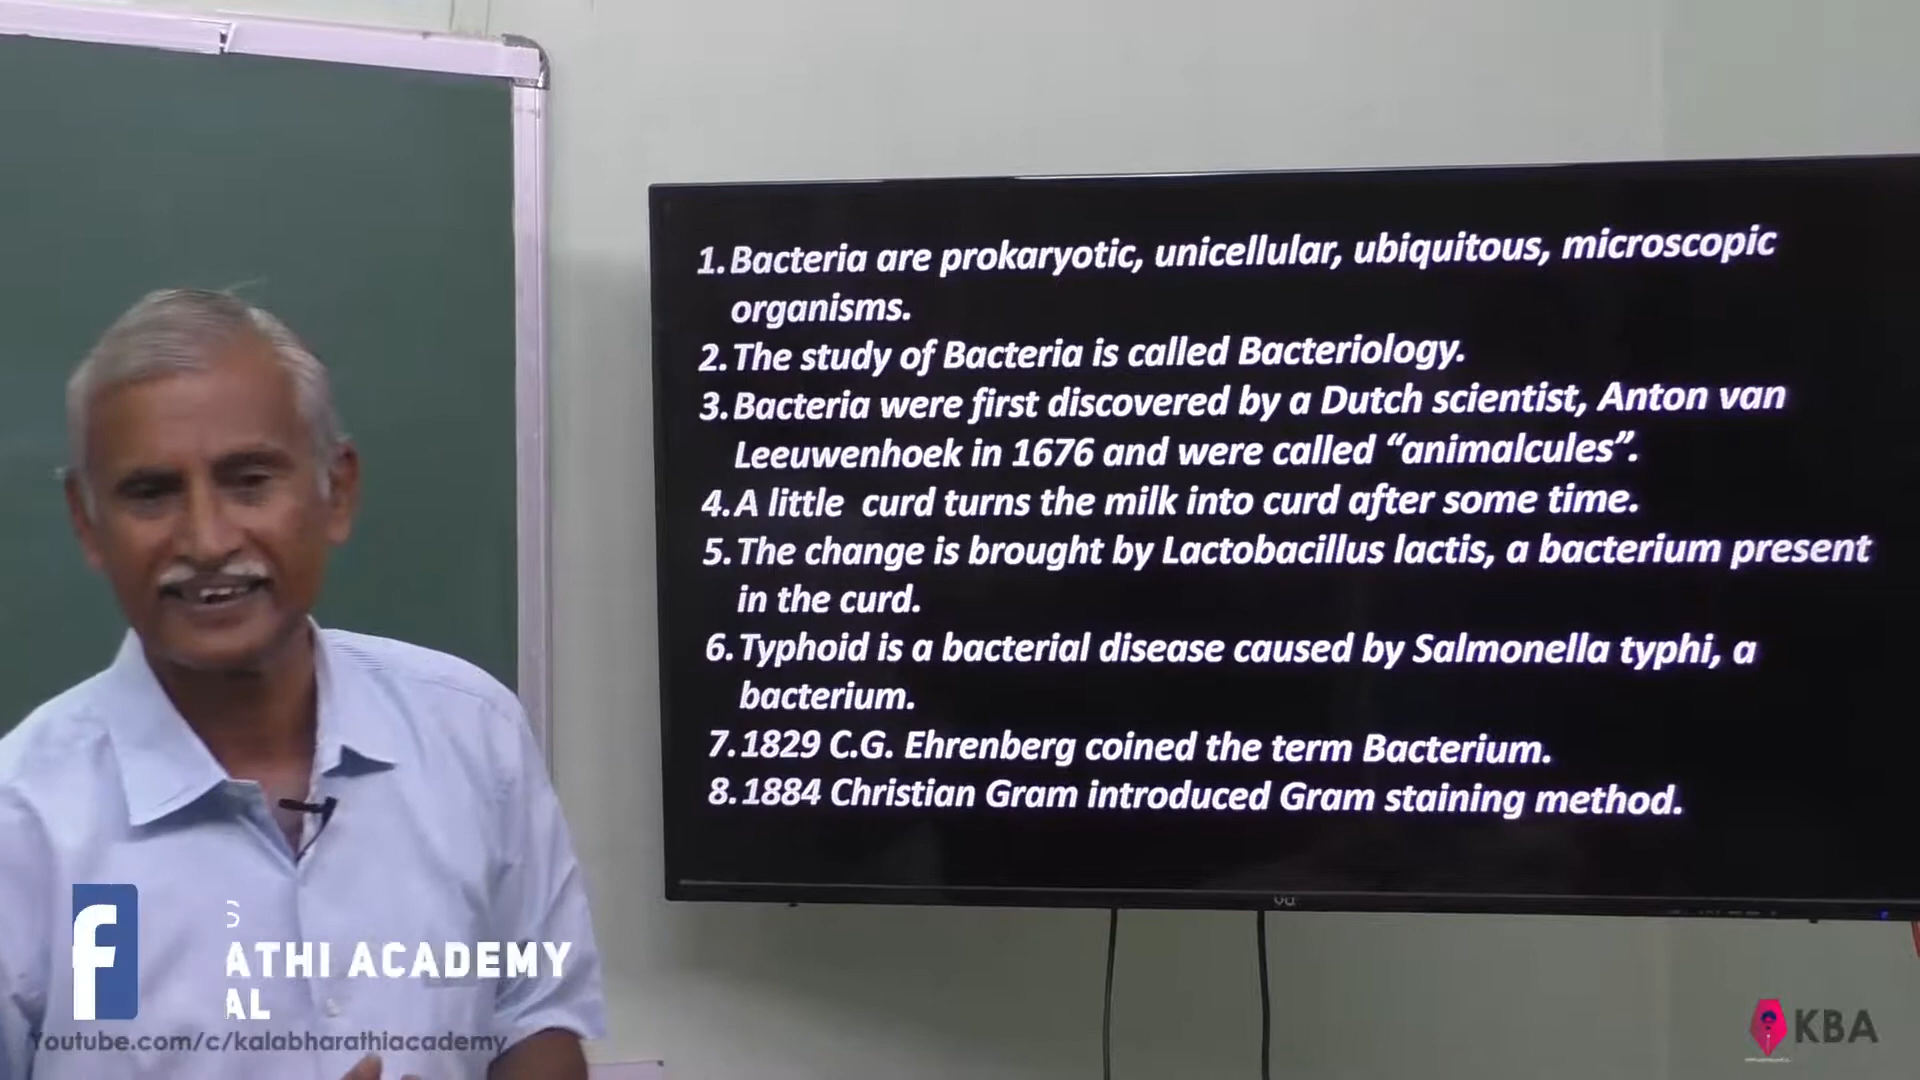 1. Bacteria are prokaryotic, unicellular, ubiquitous, microscopic
organisms.
2. The study of Bacteria is called Bacteriology.
3. Bacteria were first discovered by a Dutch scientist, Anton van
Leeuwenhoek in 1676 and were called “animalcules”.
4. A little curd turns the milk into curd after some time.
5. The change is brought by Lactobacillus lactis, a bacterium present
in the curd.
6. Typhoid is a bacterial disease caused by Salmonella typhi, a
bacterium.
7. 1829 C.G. Ehrenberg coined the term Bacterium.
8. 1884 Christian Gram introduced Gram staining method.
Vu
f
S
ATHI ACADEMY
AL
Youtube.com/c/kalabharathiacademy
KBA